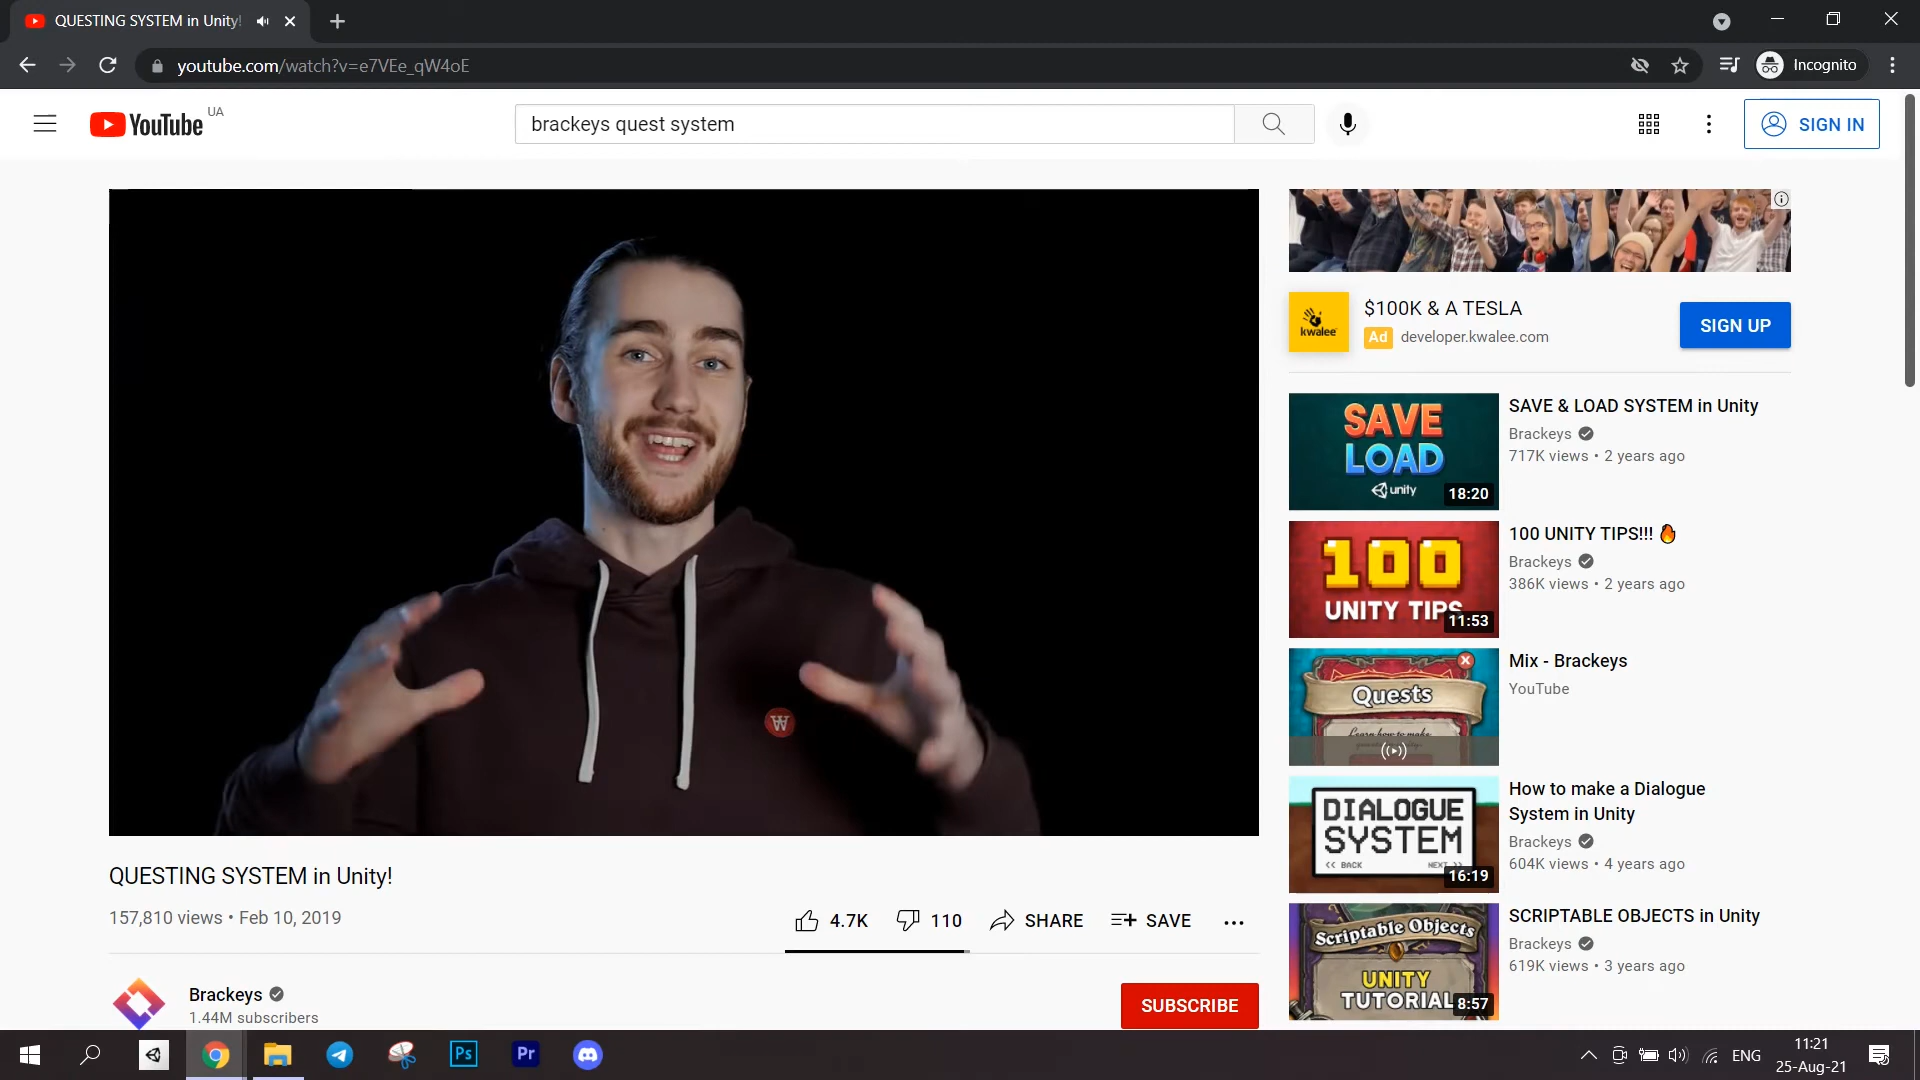 QUESTING SYSTEM in Unity!
youtube.com/watch?v=e7VEe_qW4oE
Incognito
YouTube UA
brackeys quest system
SIGN IN
kwalee
$100K & A TESLA
Ad developer.kwalee.com
SIGN UP
SAVE
LOAD
unity
18:20
SAVE & LOAD SYSTEM in Unity
Brackeys
717K views • 2 years ago
100
UNITY TIPS
11:53
100 UNITY TIPS!!! 🔥
Brackeys
386K views • 2 years ago
Quests
Learn how to make
Mix - Brackeys
YouTube
W
DIALOGUE
SYSTEM
<< BACK
NEXT >>
16:19
How to make a Dialogue
System in Unity
Brackeys
604K views • 4 years ago
Scriptable Objects
UNITY
TUTORIAL
8:57
SCRIPTABLE OBJECTS in Unity
Brackeys
619K views • 3 years ago
QUESTING SYSTEM in Unity!
157,810 views • Feb 10, 2019
4.7K
110
SHARE
SAVE
Brackeys
1.44M subscribers
SUBSCRIBE
Ps
Pr
ENG
11:21
25-Aug-21